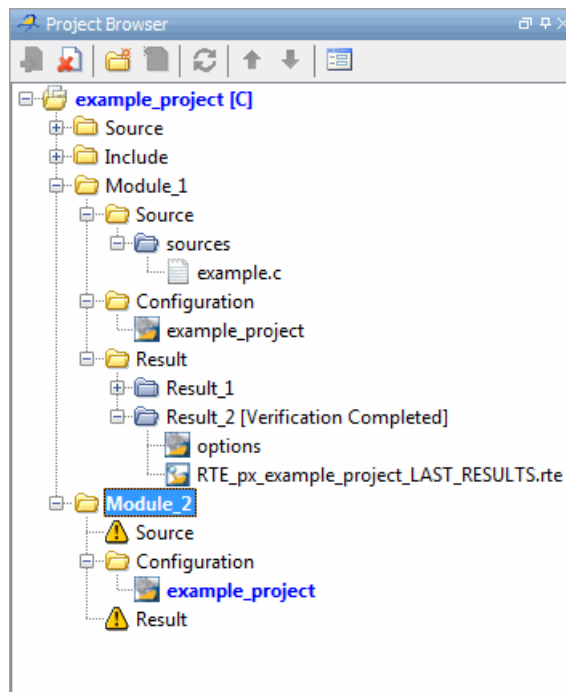 Project Browser
example_project [C]
Source
Include
Module_1
Source
sources
example.c
Configuration
example_project
Result
Result_1
Result_2 [Verification Completed]
options
RTE_px_example_project_LAST_RESULTS.rte
Module_2
Source
Configuration
example_project
Result